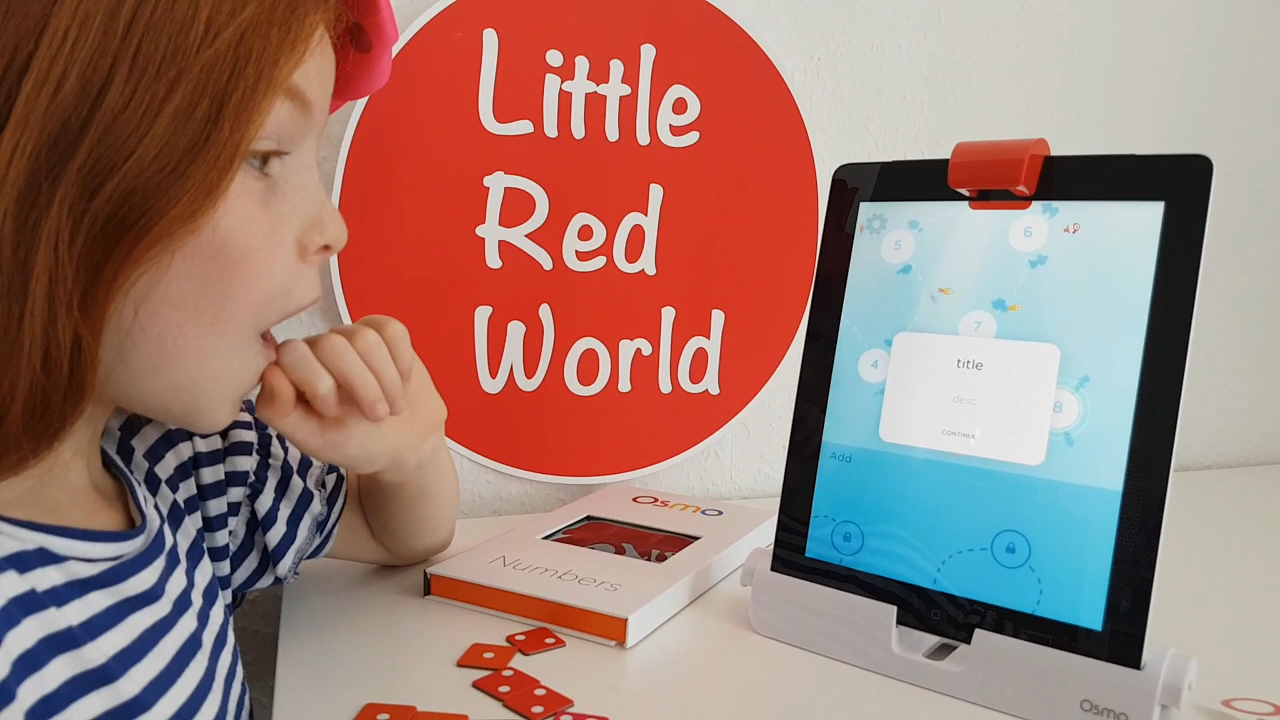 Little
Red
World
5
6
7
4
8
title
desc
CONTINUE
Add
Osmo
Numbers
Osmo